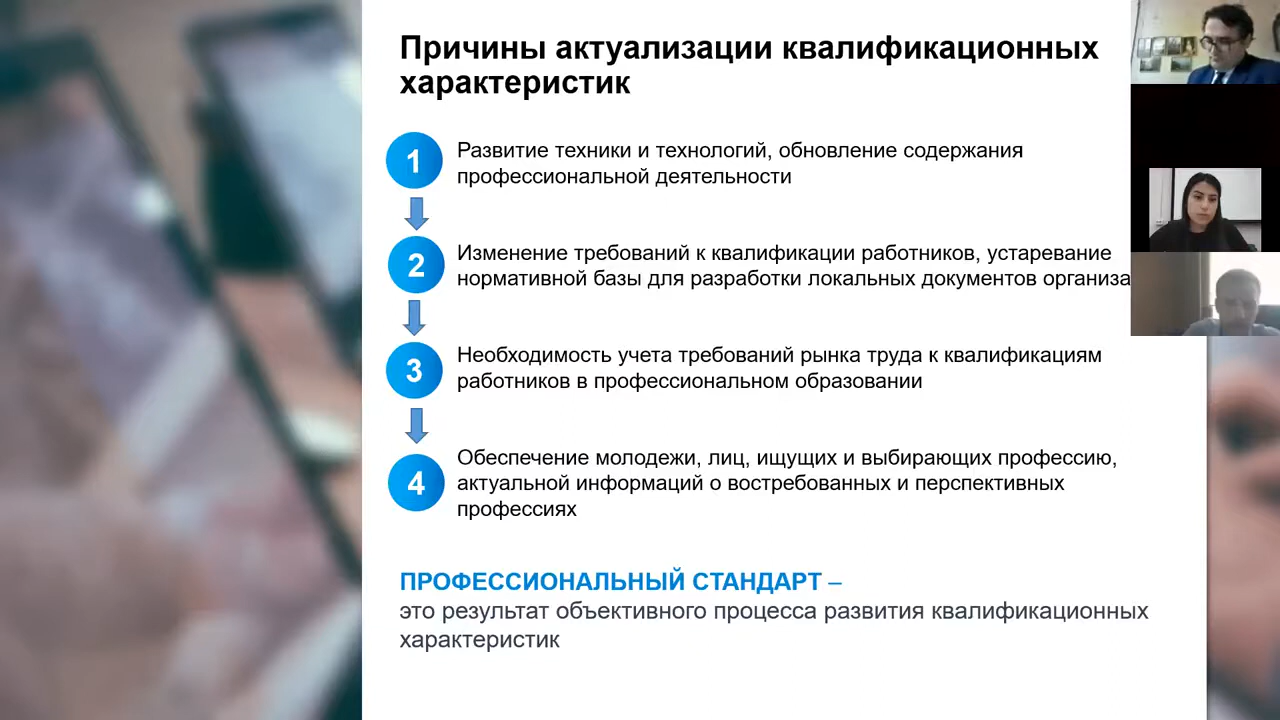 Причины актуализации квалификационных
характеристик
1
Развитие техники и технологий, обновление содержания
профессиональной деятельности
2
Изменение требований к квалификации работников, устаревание
нормативной базы для разработки локальных документов организа
3
Необходимость учета требований рынка труда к квалификациям
работников в профессиональном образовании
4
Обеспечение молодежи, лиц, ищущих и выбирающих профессию,
актуальной информаций о востребованных и перспективных
профессиях
ПРОФЕССИОНАЛЬНЫЙ СТАНДАРТ –
это результат объективного процесса развития квалификационных
характеристик